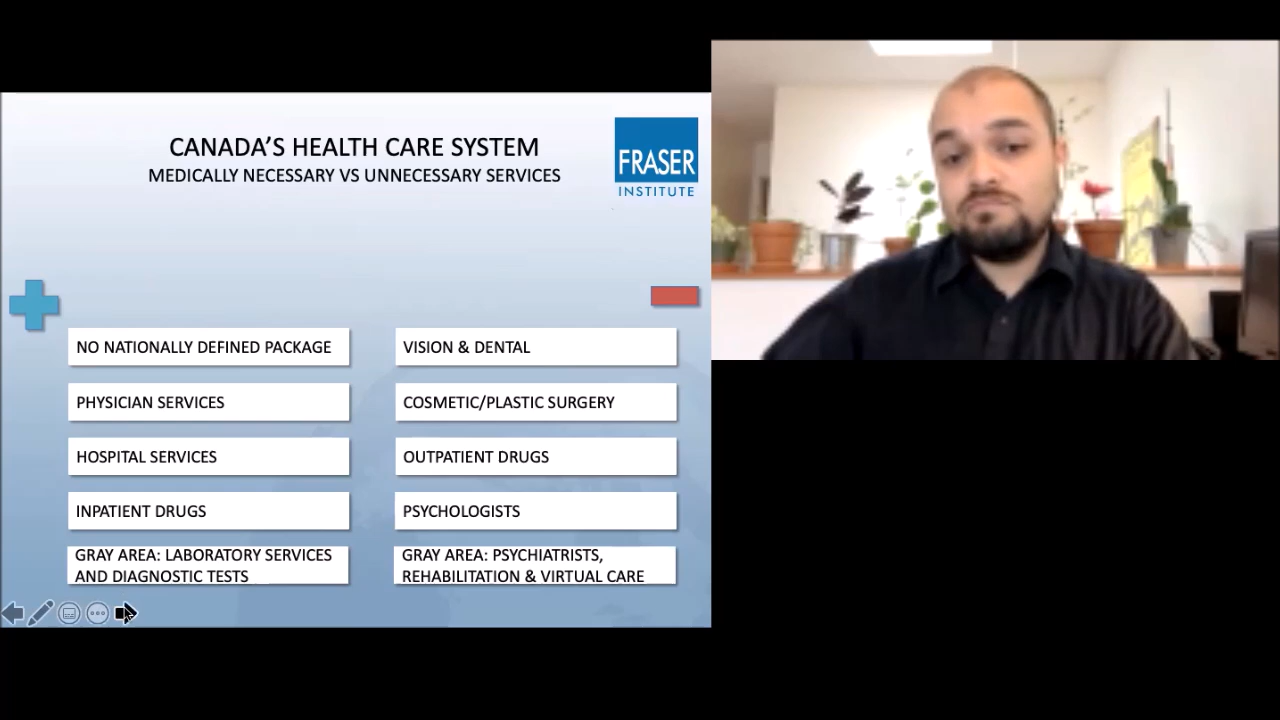 CANADA'S HEALTH CARE SYSTEM
MEDICALLY NECESSARY VS UNNECESSARY SERVICES
FRASER
INSTITUTE
NO NATIONALLY DEFINED PACKAGE
PHYSICIAN SERVICES
HOSPITAL SERVICES
INPATIENT DRUGS
GRAY AREA: LABORATORY SERVICES
AND DIAGNOSTIC TESTS
VISION & DENTAL
COSMETIC/PLASTIC SURGERY
OUTPATIENT DRUGS
PSYCHOLOGISTS
GRAY AREA: PSYCHIATRISTS,
REHABILITATION & VIRTUAL CARE